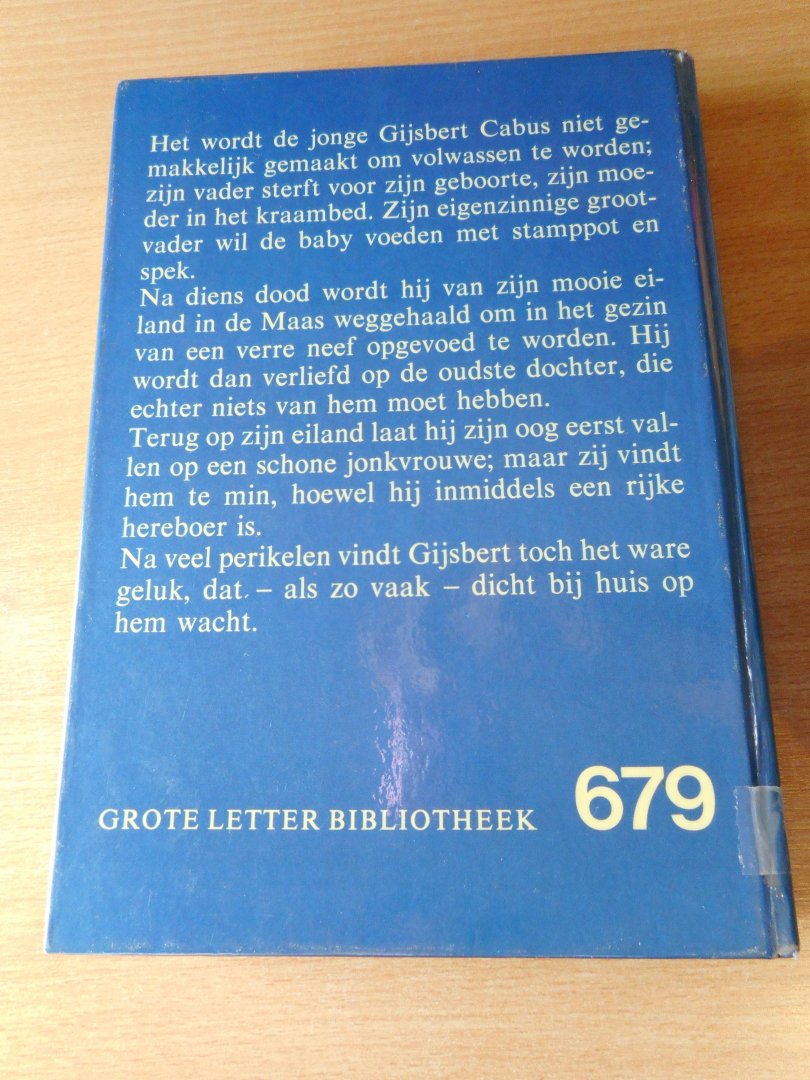 Het wordt de jonge Gijsbert Cabus niet ge-
makkelijk gemaakt om volwassen te worden;
zijn vader sterft voor zijn geboorte, zijn moe-
der in het kraambed. Zijn eigenzinnige groot-
vader wil de baby voeden met stamppot en
spek.
Na diens dood wordt hij van zijn mooie ei-
land in de Maas weggehaald om in het gezin
van een verre neef opgevoed te worden. Hij
wordt dan verliefd op de oudste dochter, die
echter niets van hem moet hebben.
Terug op zijn eiland laat hij zijn oog eerst val-
len op een schone jonkvrouwe; maar zij vindt
hem te min, hoewel hij inmiddels een rijke
hereboer is.
Na veel perikelen vindt Gijsbert toch het ware
geluk, dat – als zo vaak – dicht bij huis op
hem wacht.
GROTE LETTER BIBLIOTHEEK 679